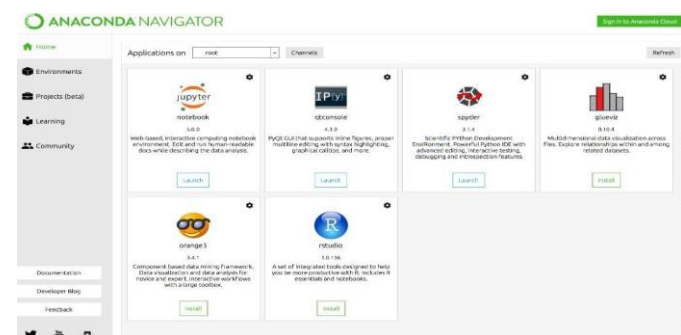 ANACONDA NAVIGATOR
Sign in to Anaconda Cloud
Home
Environments
Projects (beta)
Learning
Community
Documentation
Developer Blog
Feedback
Applications on root Channels
Refresh
jupyter
notebook
5.0.0
Web-based, interactive computing notebook
environment. Edit and run human-readable
docs while describing the data analysis.
Launch
IP[y]:
qtconsole
4.3.0
PyQt GUI that supports inline figures, proper
multiline editing with syntax highlighting,
graphical calltips, and more.
Launch
spyder
3.1.4
Scientific PYthon Development
EnviRonment. Powerful Python IDE with
advanced editing, interactive testing,
debugging and introspection features
Launch
glueviz
0.10.4
Multidimensional data visualization across
files. Explore relationships within and among
related datasets.
Install
orange3
3.4.1
Component based data mining framework.
Data visualization and data analysis for
novice and expert. Interactive workflows
with a large toolbox.
Install
R
rstudio
1.0.136
A set of integrated tools designed to help
you be more productive with R. Includes R
essentials and notebooks.
Install